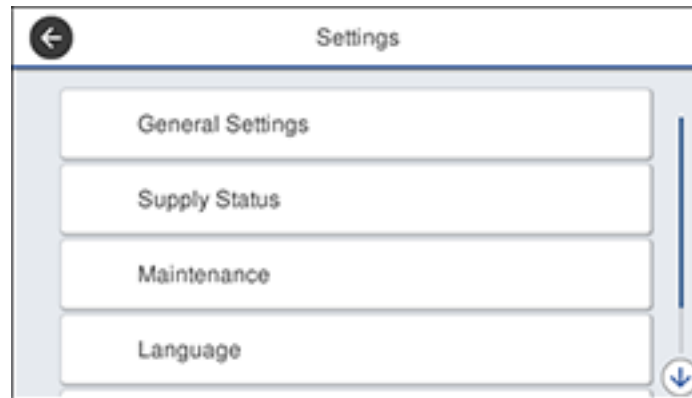 Settings
General Settings
Supply Status
Maintenance
Language